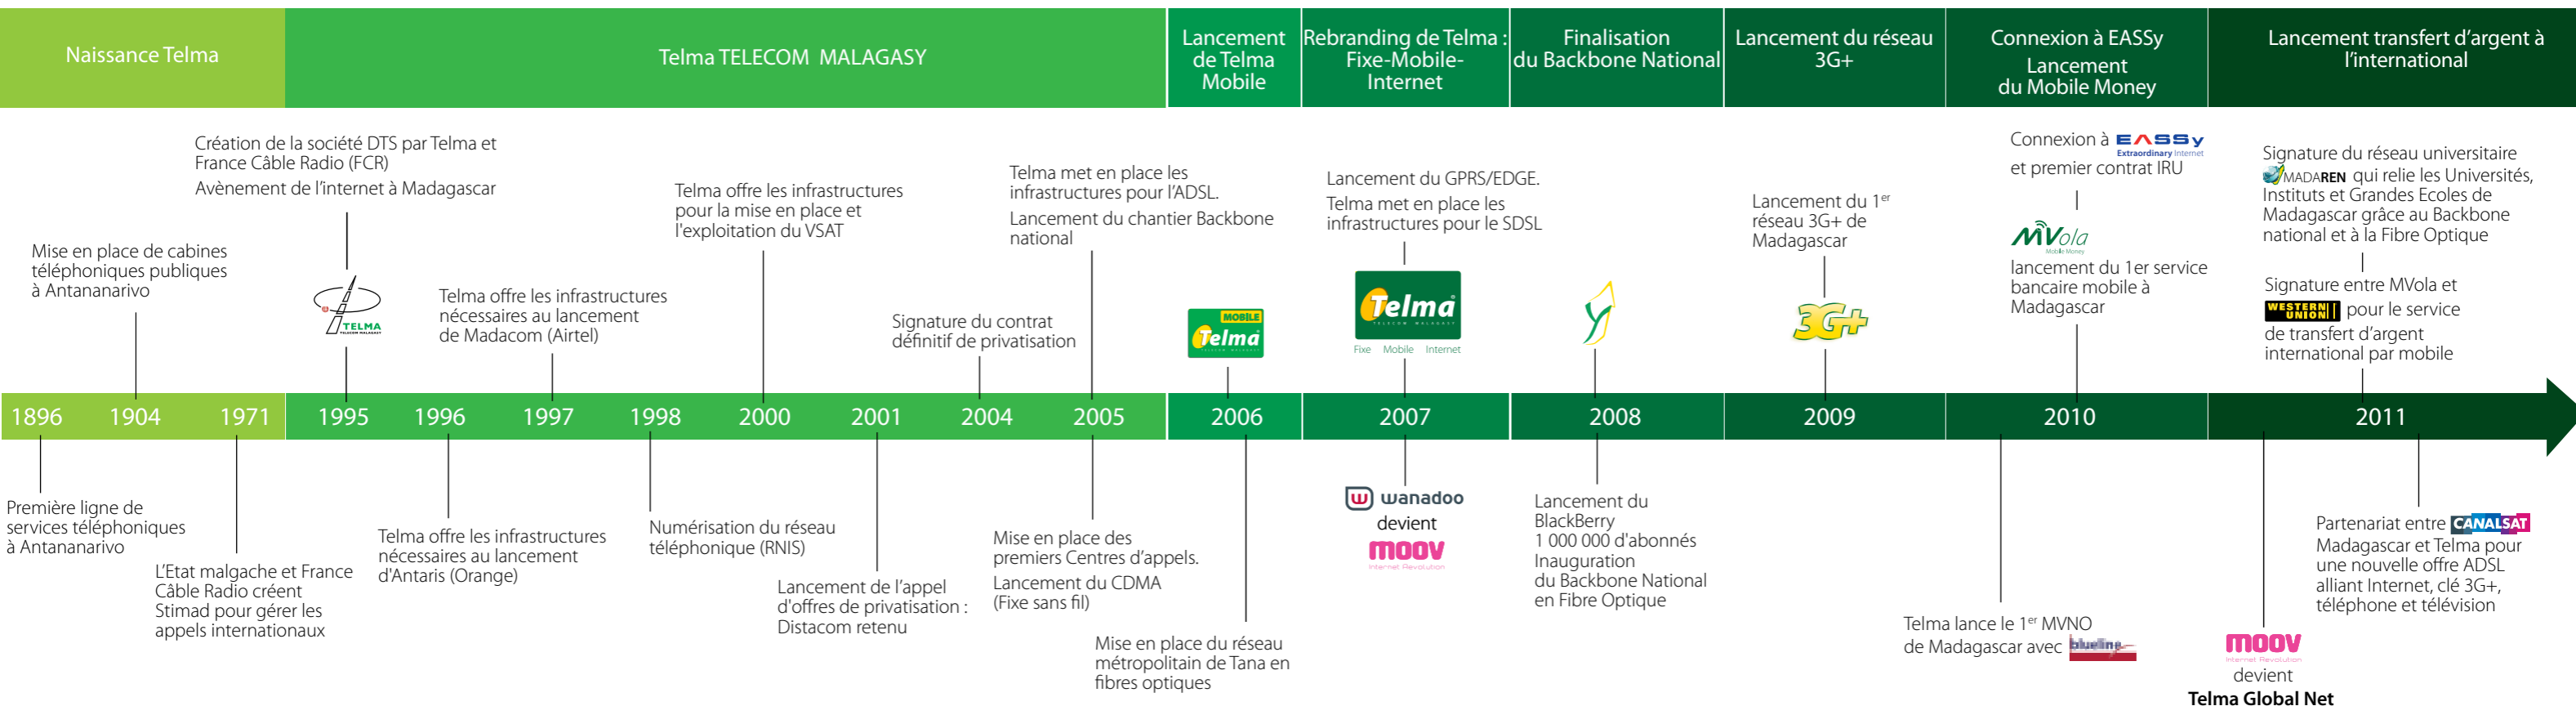 Naissance Telma
Telma TELECOM MALAGASY
Lancement
de Telma
Mobile
Rebranding de Telma :
Fixe-Mobile-
Internet
Finalisation
du Backbone National
Lancement du réseau
3G+
Connexion à EASSy
Lancement
du Mobile Money
Lancement transfert d'argent à
l'international
Mise en place de cabines
téléphoniques publiques
à Antananarivo
Création de la société DTS par Telma et
France Câble Radio (FCR)
Avènement de l'internet à Madagascar
TELMA
TELECOM MALAGASY
Telma offre les infrastructures
nécessaires au lancement
de Madacom (Airtel)
Telma offre les infrastructures
pour la mise en place et
l'exploitation du VSAT
Signature du contrat
définitif de privatisation
Telma met en place les
infrastructures pour l'ADSL.
Lancement du chantier Backbone
national
MOBILE
Telma
TELECOM MALAGASY
Lancement du GPRS/EDGE.
Telma met en place les
infrastructures pour le SDSL
Telma
TELECOM MALAGASY
Fixe Mobile Internet
Lancement du 1er
réseau 3G+ de
Madagascar
3G+
Connexion à EASSy
Extraordinary Internet
et premier contrat IRU
MVola
Mobile Money
lancement du 1er service
bancaire mobile à
Madagascar
Signature du réseau universitaire
MADAREN qui relie les Universités,
Instituts et Grandes Ecoles de
Madagascar grâce au Backbone
national et à la Fibre Optique
Signature entre MVola et
WESTERN UNION pour le service
de transfert d'argent
international par mobile
1896 1904 1971 1995 1996 1997 1998 2000 2001 2004 2005 2006 2007 2008 2009 2010 2011
Première ligne de
services téléphoniques
à Antananarivo
L'Etat malgache et France
Câble Radio créent
Stimad pour gérer les
appels internationaux
Telma offre les infrastructures
nécessaires au lancement
d'Antaris (Orange)
Numérisation du réseau
téléphonique (RNIS)
Lancement de l'appel
d'offres de privatisation :
Distacom retenu
Mise en place des
premiers Centres d'appels.
Lancement du CDMA
(Fixe sans fil)
Mise en place du réseau
métropolitain de Tana en
fibres optiques
wanadoo
devient
moov
Internet Revolution
Lancement du
BlackBerry
1 000 000 d'abonnés
Inauguration
du Backbone National
en Fibre Optique
Telma lance le 1er MVNO
de Madagascar avec blueline
moov
Internet Revolution
devient
Telma Global Net
Partenariat entre CANALSAT
Madagascar et Telma pour
une nouvelle offre ADSL
alliant Internet, clé 3G+,
téléphone et télévision